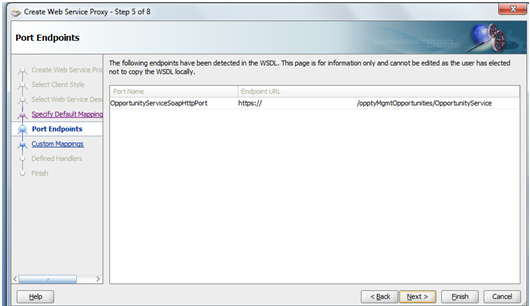 Create Web Service Proxy - Step 5 of 8
Port Endpoints
Create Web Service Pro
Select Client Style
Select Web Service Desc
Specify Default Mapping
Port Endpoints
Custom Mappings
Defined Handlers
Finish
The following endpoints have been detected in the WSDL. This page is for information only and cannot be edited as the user has elected
not to copy the WSDL locally.
Port Name Endpoint URL
OpportunityServiceSoapHttpPort https:// /opptyMgmtOpportunities/OpportunityService
Help < Back Next > Finish Cancel